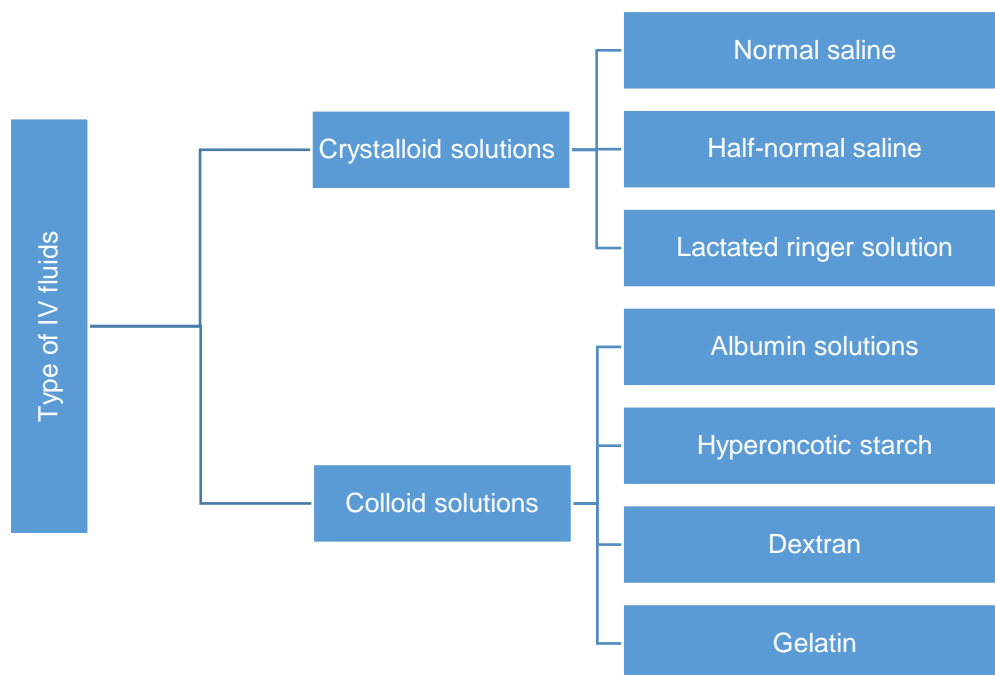 Type of IV fluids
Crystalloid solutions
Normal saline
Half-normal saline
Lactated ringer solution
Colloid solutions
Albumin solutions
Hyperoncotic starch
Dextran
Gelatin